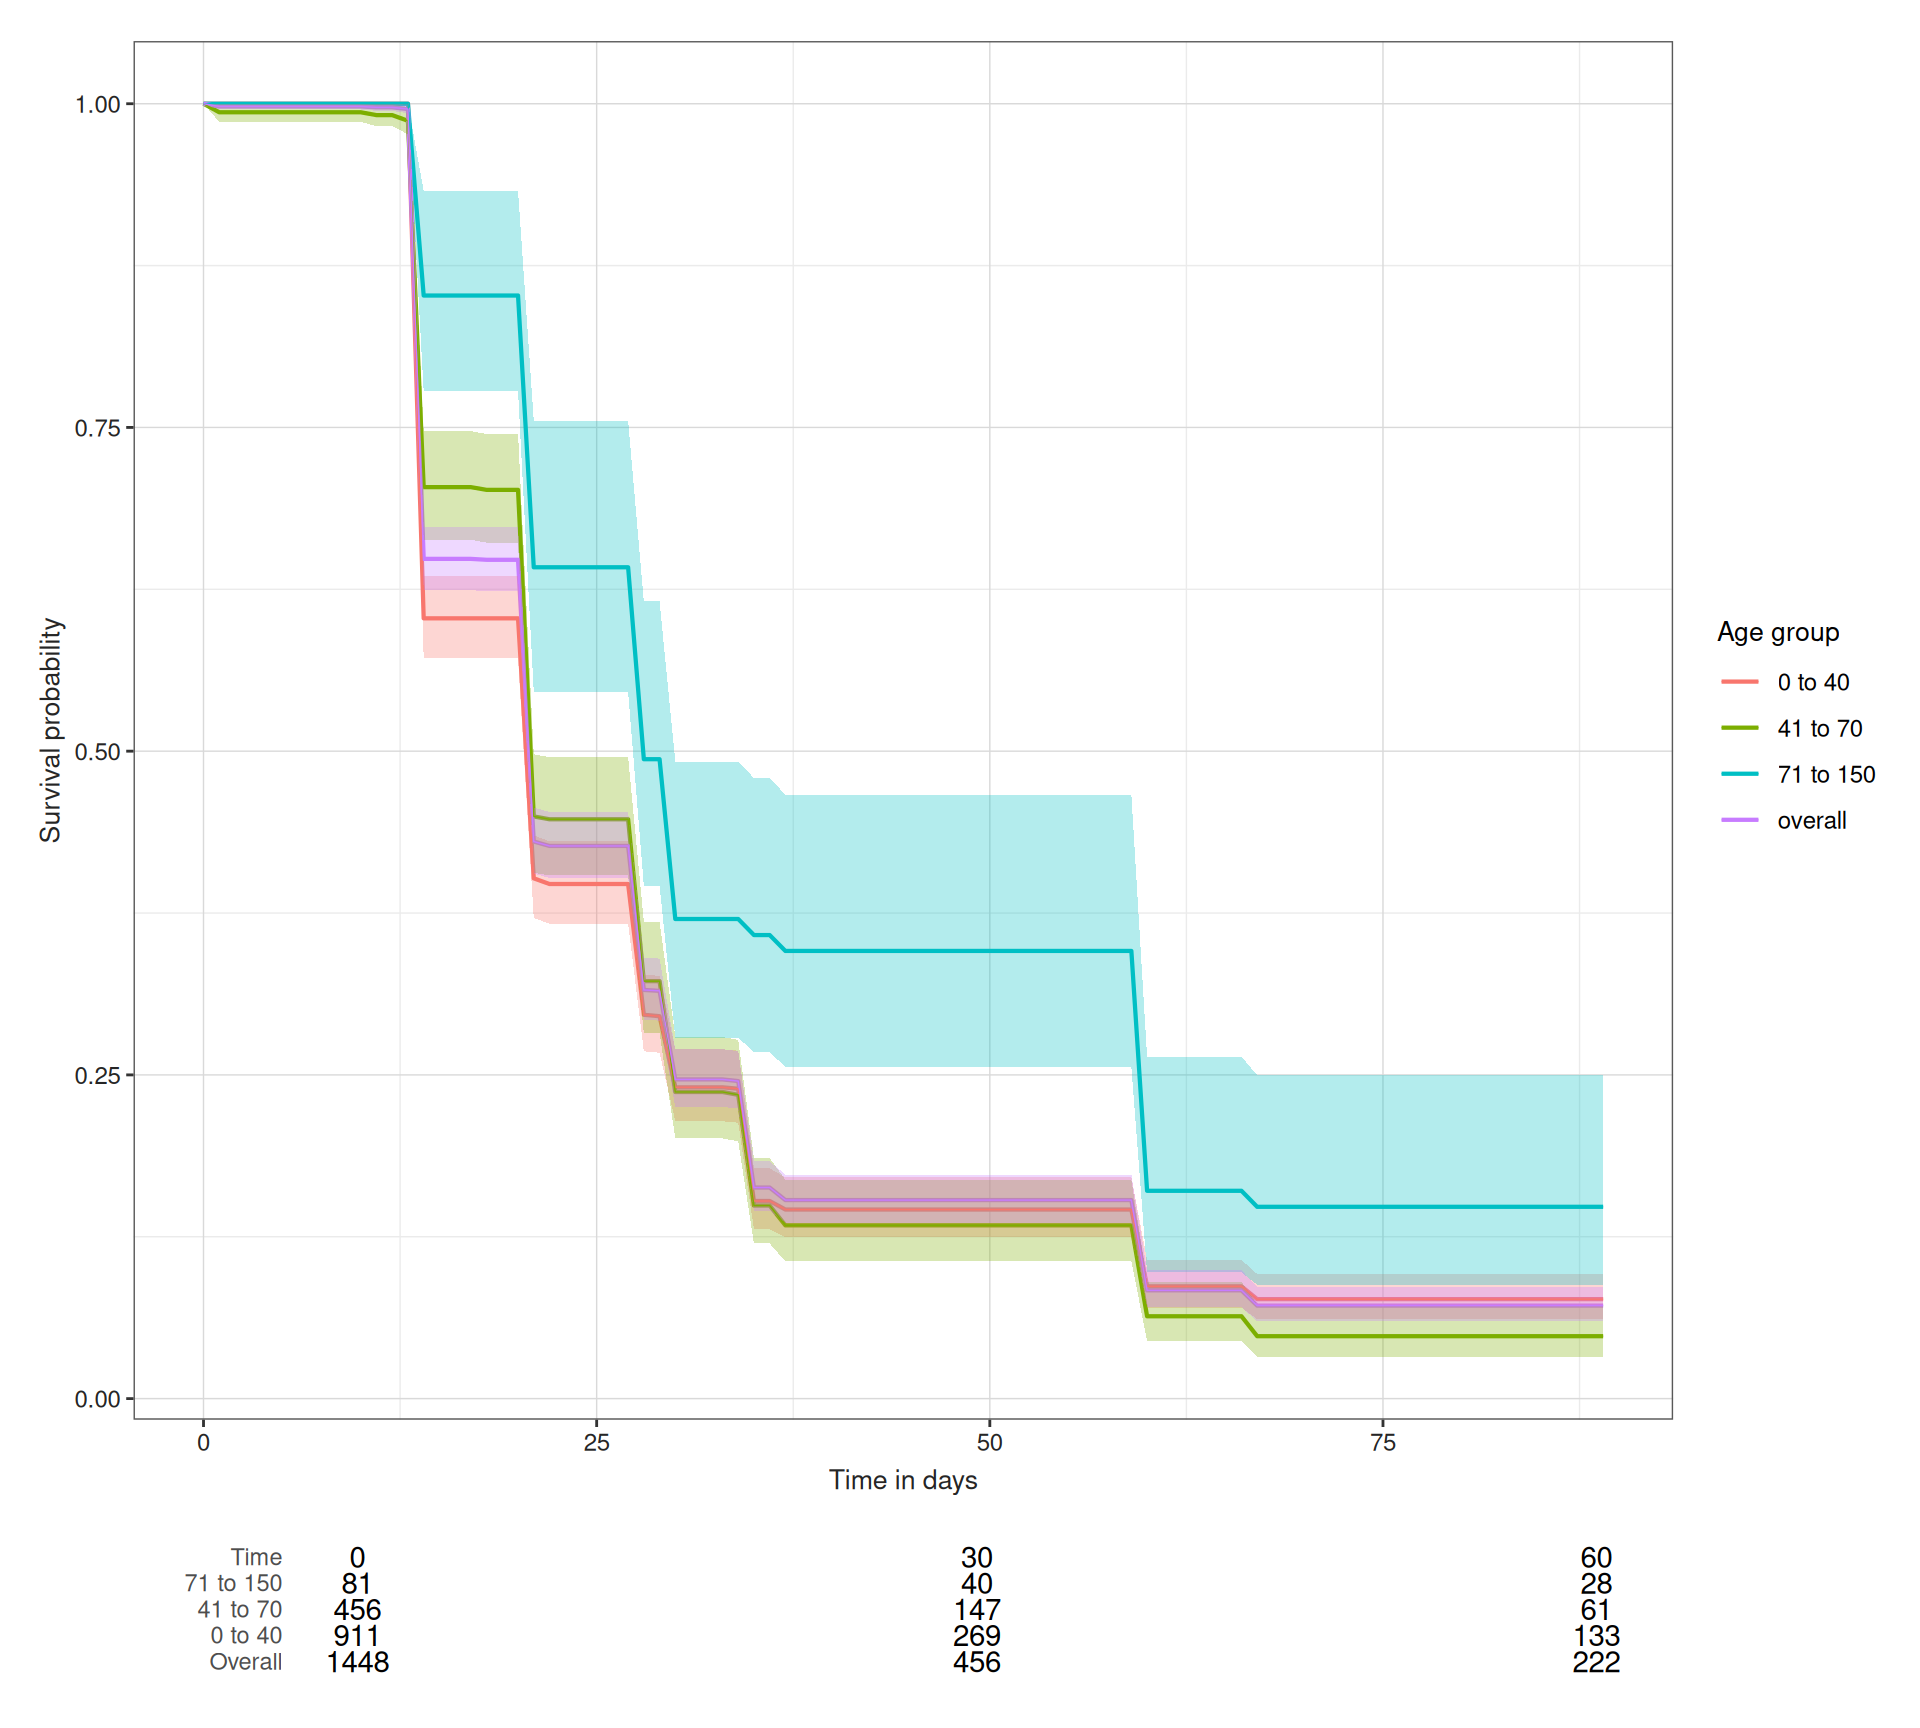 1.00
0.75
0.50
0.25
0.00
Survival probability
0 25 50 75
Time in days
Age group
0 to 40
41 to 70
71 to 150
overall
Time 0 30 60
71 to 150 81 40 28
41 to 70 456 147 61
0 to 40 911 269 133
Overall 1448 456 222